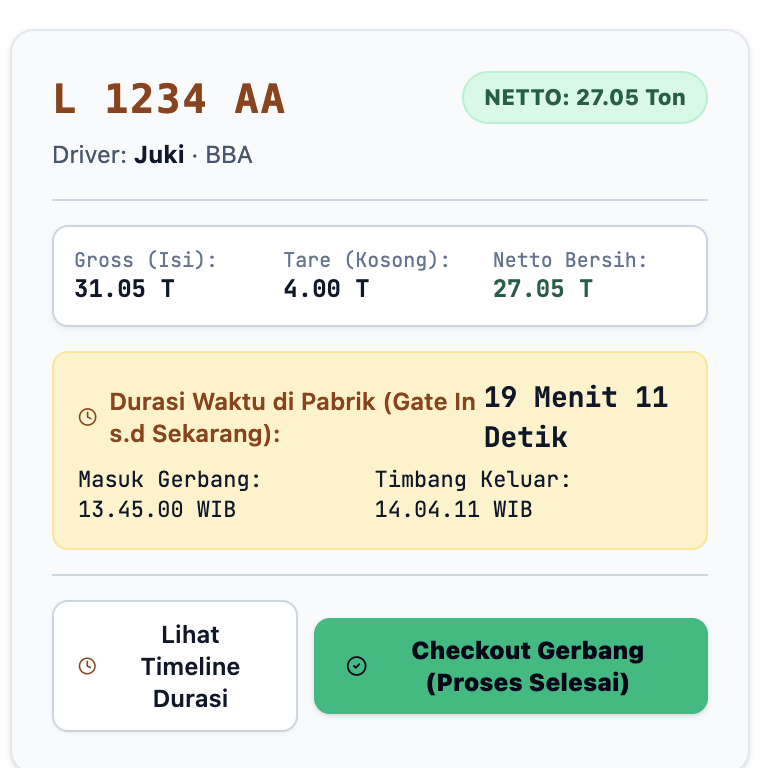 L 1234 AA
NETTO: 27.05 Ton
Driver: Juki · BBA
Gross (Isi):
31.05 T
Tare (Kosong):
4.00 T
Netto Bersih:
27.05 T
Durasi Waktu di Pabrik (Gate In
s.d Sekarang):
19 Menit 11
Detik
Masuk Gerbang:
13.45.00 WIB
Timbang Keluar:
14.04.11 WIB
Lihat
Timeline
Durasi
Checkout Gerbang
(Proses Selesai)